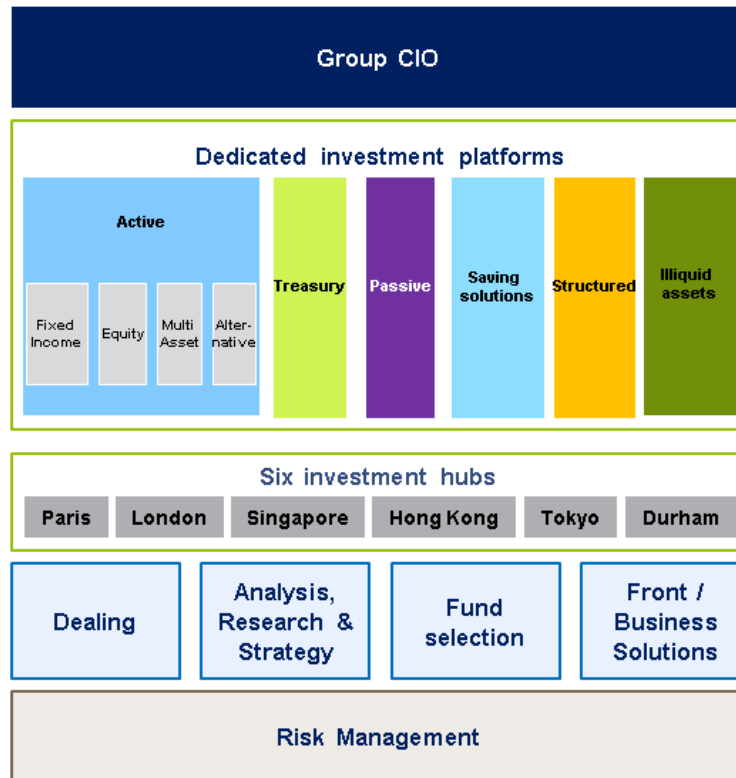 Group CIO
Dedicated investment platforms
Active
Fixed
Income
Equity
Multi
Asset
Alter-
native
Treasury
Passive
Saving
solutions
Structured
Illiquid
assets
Six investment hubs
Paris
London
Singapore
Hong Kong
Tokyo
Durham
Dealing
Analysis,
Research &
Strategy
Fund
selection
Front /
Business
Solutions
Risk Management